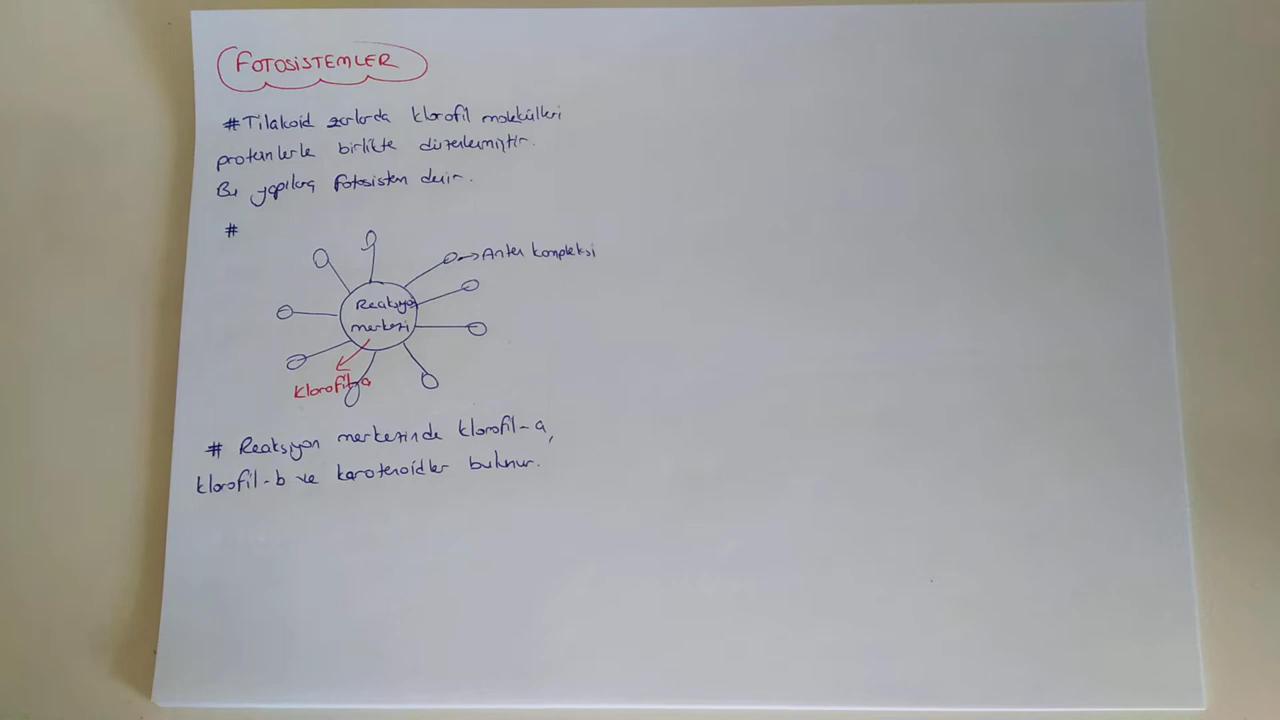 FOTOSİSTEMLER
#Tilakoid zarlarda klorofil molekülleri
proteinlerle birlikte düzenlenmiştir.
Bu yapılara fotosistem denir.
#
Anten kompleksi
Reaksiyon
merkezi
Klorofil-a
# Reaksiyon merkezinde klorofil-a,
klorofil-b ve karotenoidler bulunur.